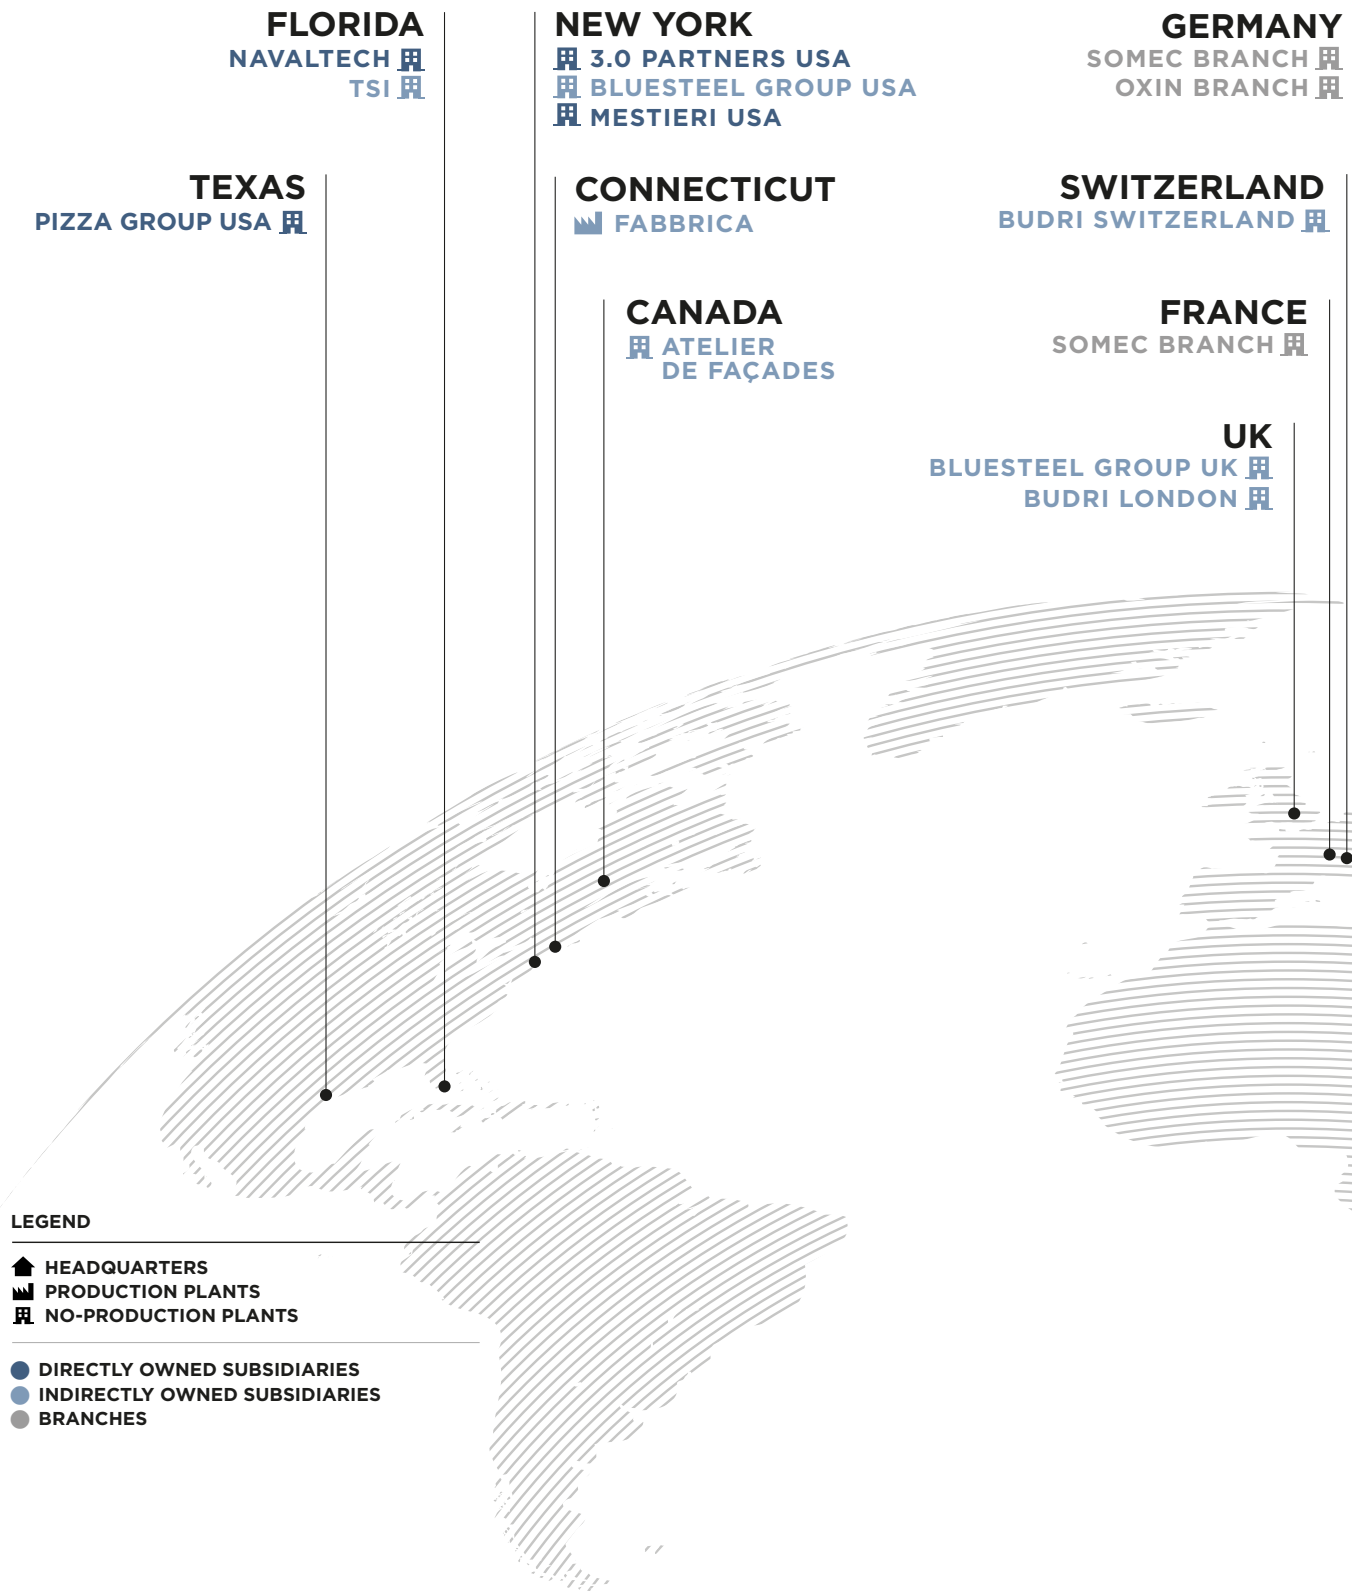 FLORIDA
NAVALTECH
TSI
NEW YORK
3.0 PARTNERS USA
BLUESTEEL GROUP USA
MESTIERI USA
GERMANY
SOMEC BRANCH
OXIN BRANCH
TEXAS
PIZZA GROUP USA
CONNECTICUT
FABBRICA
SWITZERLAND
BUDRI SWITZERLAND
CANADA
ATELIER
DE FAÇADES
FRANCE
SOMEC BRANCH
UK
BLUESTEEL GROUP UK
BUDRI LONDON
LEGEND
HEADQUARTERS
PRODUCTION PLANTS
NO-PRODUCTION PLANTS
DIRECTLY OWNED SUBSIDIARIES
INDIRECTLY OWNED SUBSIDIARIES
BRANCHES